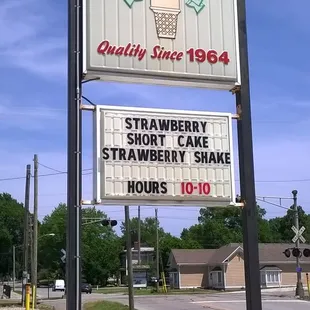 Quality Since 1964
STRAWBERRY
SHORT CAKE
STRAWBERRY SHAKE
HOURS 10-10